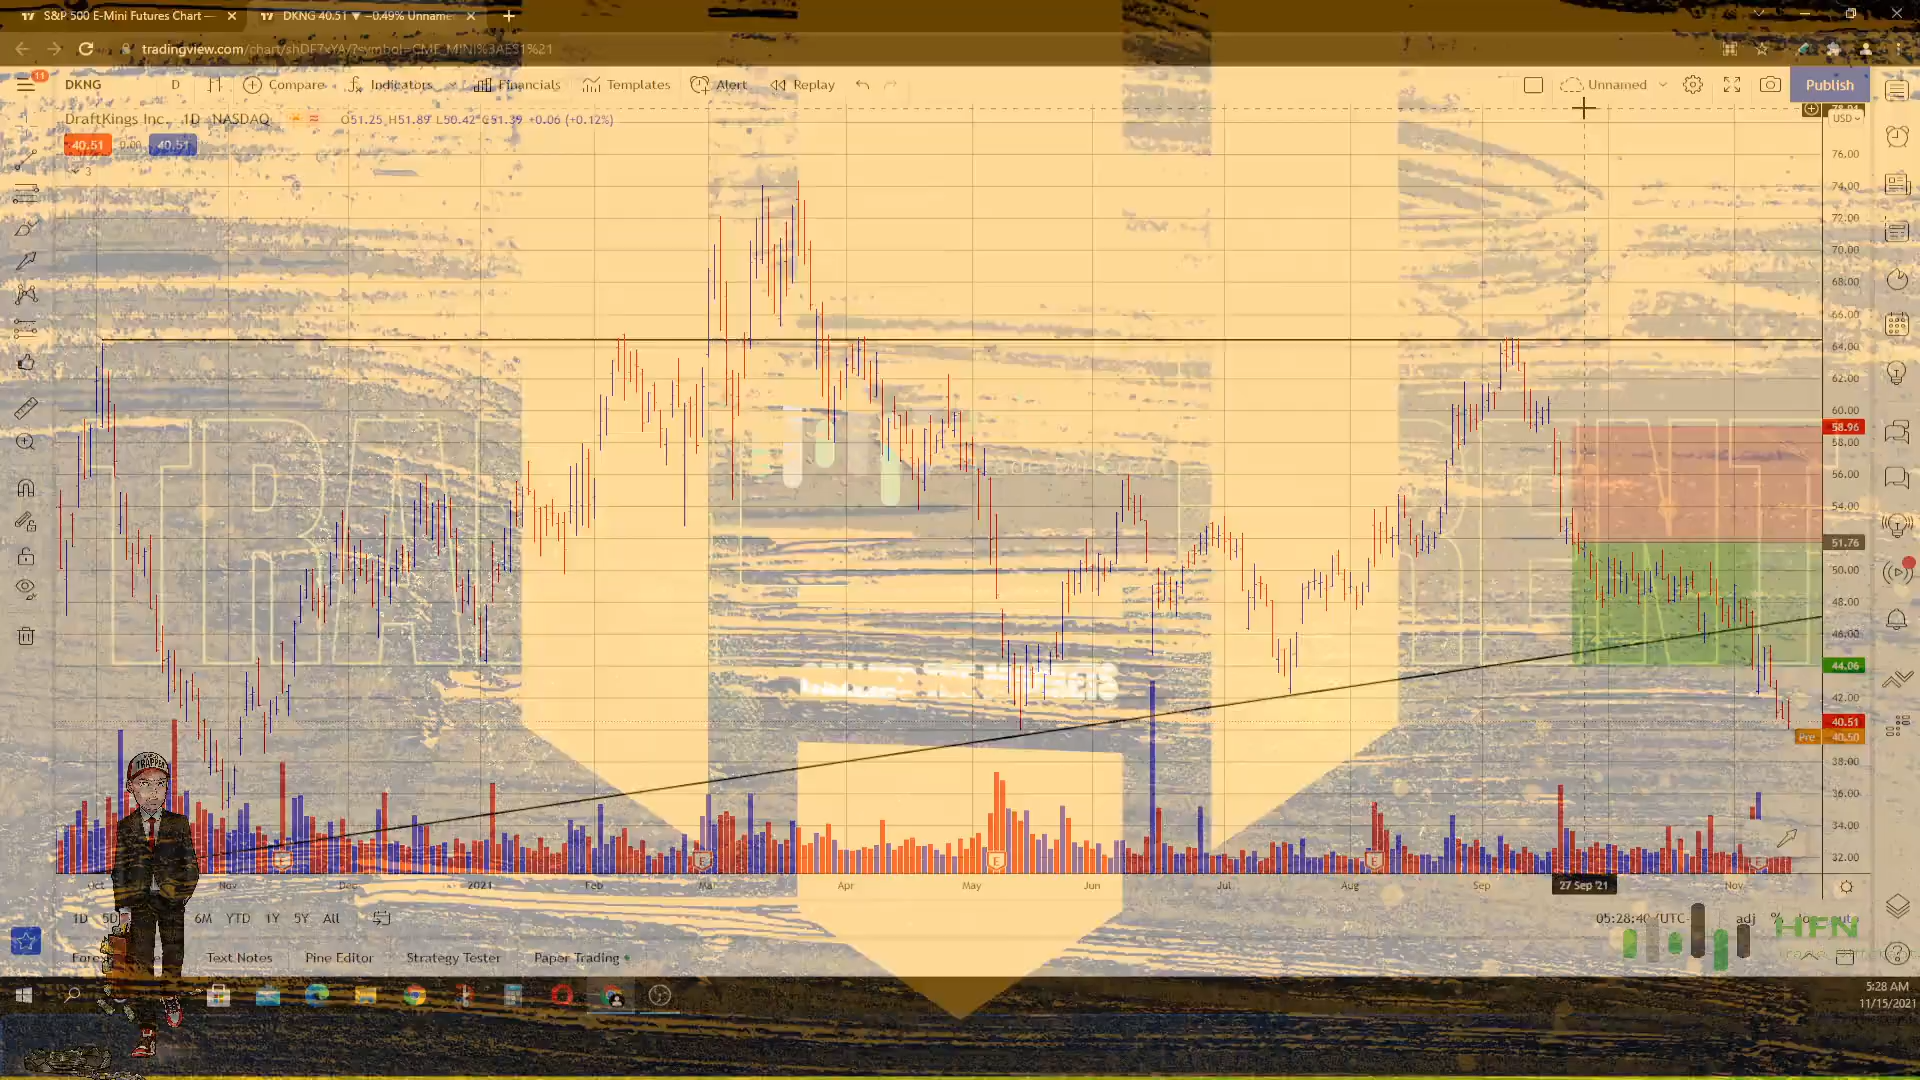 S&P 500 E-Mini Futures Chart —
DKNG 40.51 ▼ −0.49% Unname
tradingview.com/chart/shDF7xYA/?symbol=CME_MINI%3AES1%21
11
DKNG D Compare Indicators Financials Templates Alert Replay Unnamed Publish
DraftKings Inc. 1D NASDAQ O51.25 H51.89 L50.42 C51.39 +0.06 (+0.12%)
40.51 0.00 40.51
3
78.91
USD
76.00
74.00
72.00
70.00
68.00
66.00
64.00
62.00
60.00
58.96
58.00
56.00
54.00
51.76
50.00
48.00
46.00
44.06
42.00
40.51
Pre 40.50
38.00
36.00
34.00
32.00
TRA
TRAPPER
E E E E E
Oct Nov Dec 2021 Feb Mar Apr May Jun Jul Aug Sep 27 Sep '21 Nov
1D 5D 6M YTD 1Y 5Y All
05:28:40 (UTC- adj %
HFN
Text Notes Pine Editor Strategy Tester Paper Trading
5:28 AM
11/15/2021